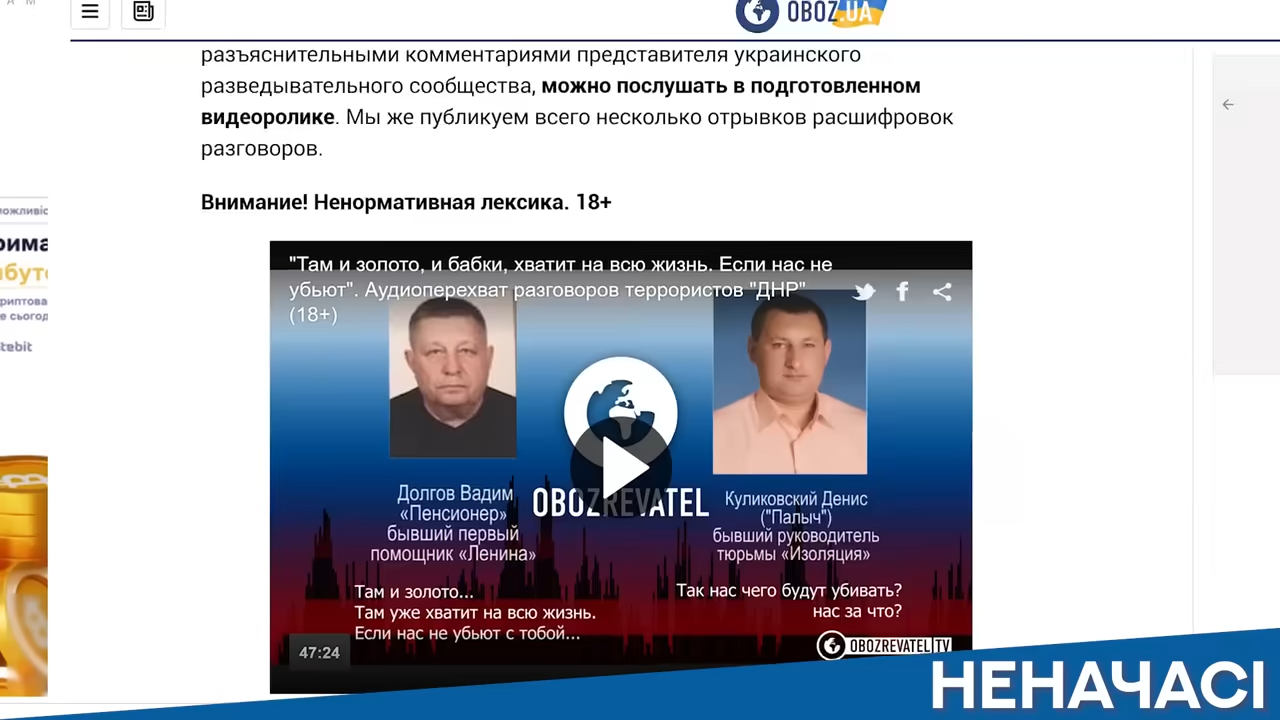 OBOZ.UA
разъяснительными комментариями представителя украинского
разведывательного сообщества, можно послушать в подготовленном
видеоролике. Мы же публикуем всего несколько отрывков расшифровок
разговоров.
Внимание! Ненормативная лексика. 18+
"Там и золото, и бабки, хватит на всю жизнь. Если нас не
убьют". Аудиоперехват разговоров террористов "ДНР"
(18+)
Долгов Вадим
«Пенсионер»
бывший первый
помощник «Ленина»
OBOZREVATEL
Куликовский Денис
("Палыч")
бывший руководитель
тюрьмы «Изоляция»
Там и золото...
Там уже хватит на всю жизнь.
Если нас не убьют с тобой...
Так нас чего будут убивать?
нас за что?
47:24
OBOZREVATEL TV
НЕНАЧАСІ